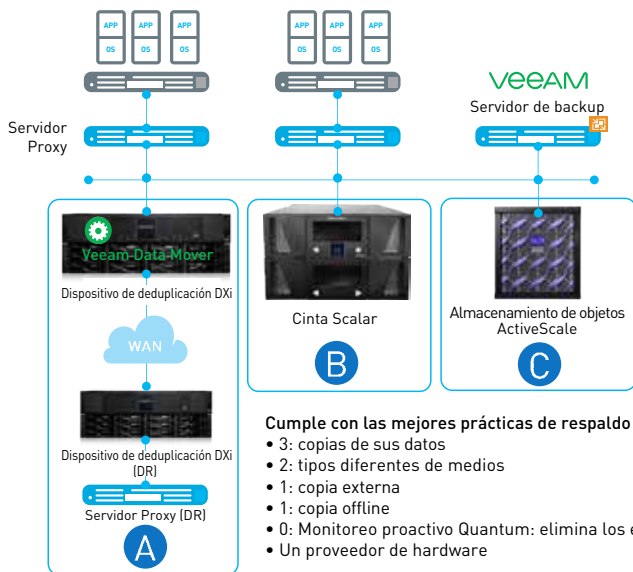 APP APP APP APP APP APP
OS OS OS OS OS OS
VEEAM
Servidor de backup
Servidor
Proxy
Veeam Data Mover
Dispositivo de deduplicación DXi
WAN
Dispositivo de deduplicación DXi
(DR)
Servidor Proxy (DR)
A
Cinta Scalar
B
Almacenamiento de objetos
ActiveScale
C
Cumple con las mejores prácticas de respaldo
• 3: copias de sus datos
• 2: tipos diferentes de medios
• 1: copia externa
• 1: copia offline
• 0: Monitoreo proactivo Quantum: elimina los e
• Un proveedor de hardware